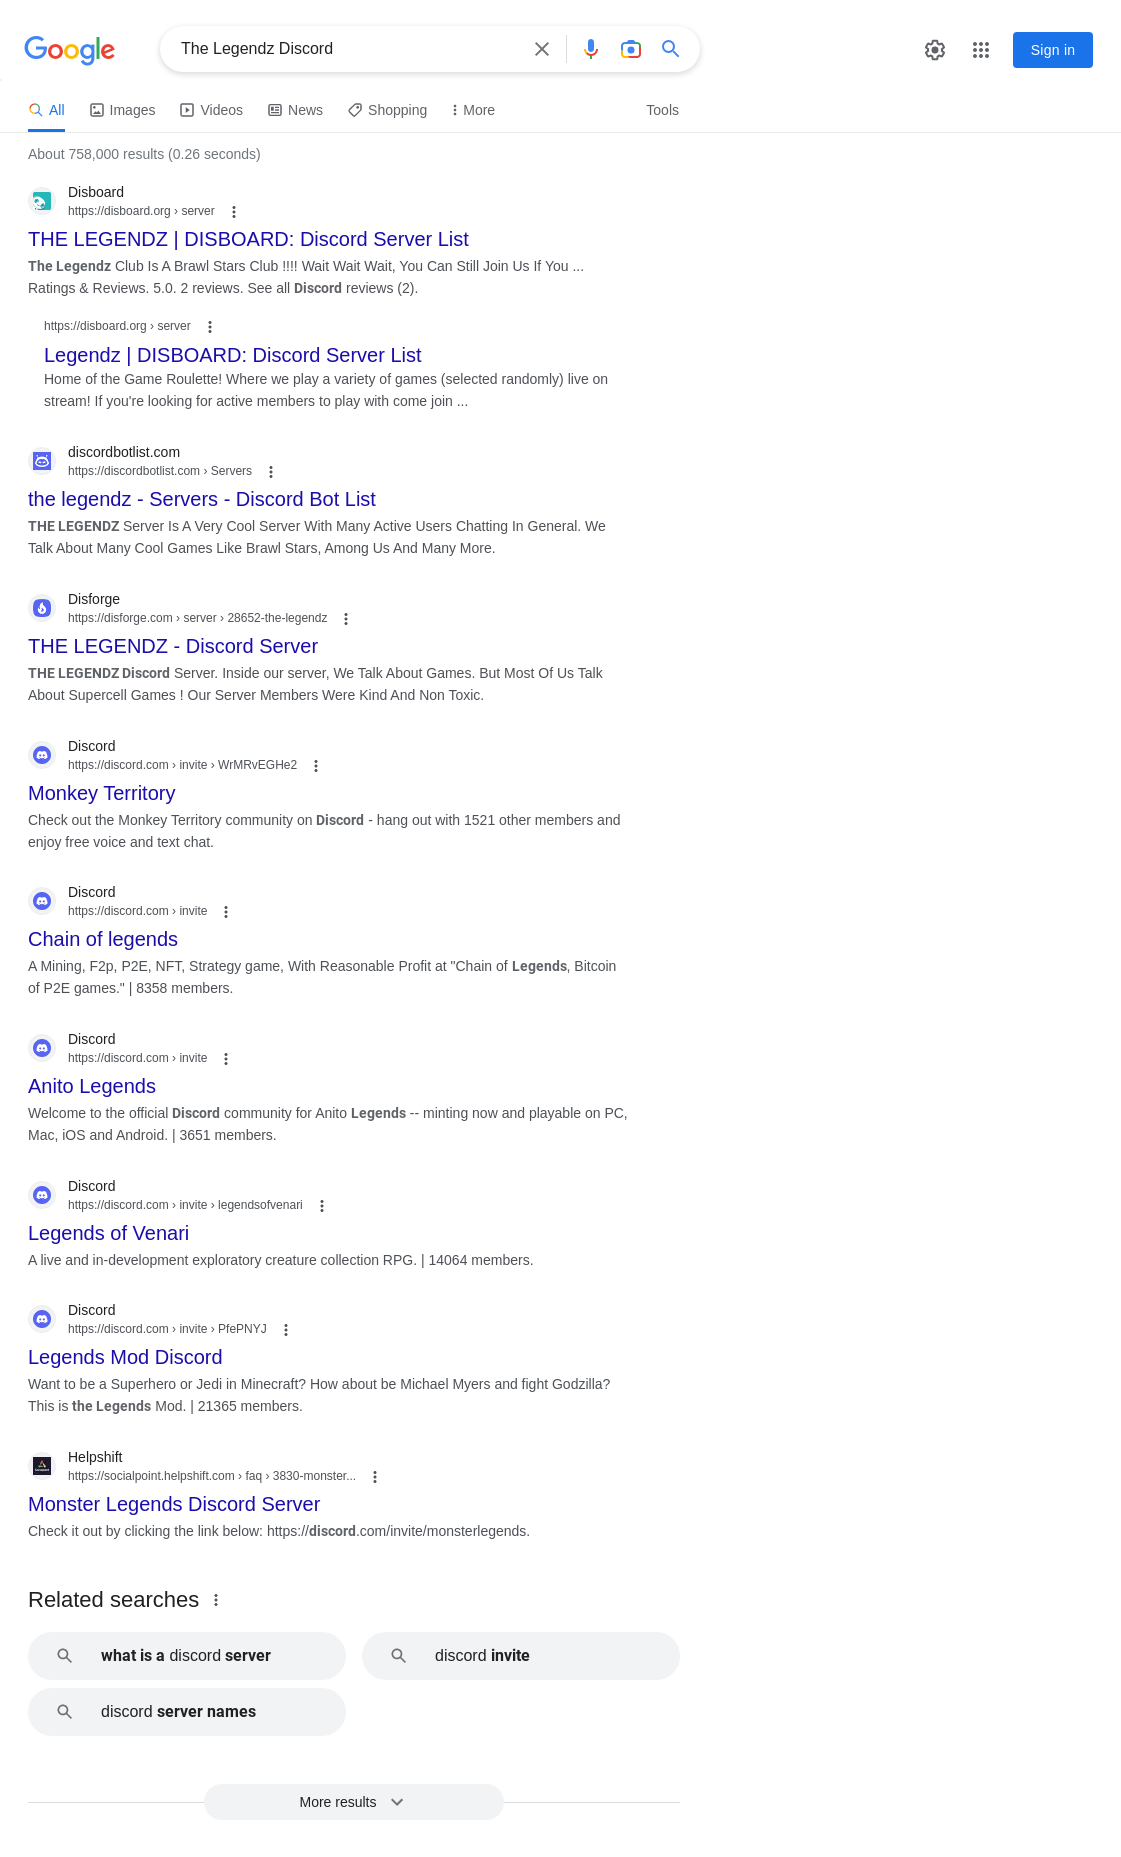 Google
The Legendz Discord
Sign in
All Images Videos News Shopping More Tools
About 758,000 results (0.26 seconds)
Disboard
https://disboard.org › server
THE LEGENDZ | DISBOARD: Discord Server List
The Legendz Club Is A Brawl Stars Club !!!! Wait Wait Wait, You Can Still Join Us If You ...
Ratings & Reviews. 5.0. 2 reviews. See all Discord reviews (2).
https://disboard.org › server
Legendz | DISBOARD: Discord Server List
Home of the Game Roulette! Where we play a variety of games (selected randomly) live on
stream! If you're looking for active members to play with come join ...
discordbotlist.com
https://discordbotlist.com › Servers
the legendz - Servers - Discord Bot List
THE LEGENDZ Server Is A Very Cool Server With Many Active Users Chatting In General. We
Talk About Many Cool Games Like Brawl Stars, Among Us And Many More.
Disforge
https://disforge.com › server › 28652-the-legendz
THE LEGENDZ - Discord Server
THE LEGENDZ Discord Server. Inside our server, We Talk About Games. But Most Of Us Talk
About Supercell Games ! Our Server Members Were Kind And Non Toxic.
Discord
https://discord.com › invite › WrMRvEGHe2
Monkey Territory
Check out the Monkey Territory community on Discord - hang out with 1521 other members and
enjoy free voice and text chat.
Discord
https://discord.com › invite
Chain of legends
A Mining, F2p, P2E, NFT, Strategy game, With Reasonable Profit at "Chain of Legends, Bitcoin
of P2E games." | 8358 members.
Discord
https://discord.com › invite
Anito Legends
Welcome to the official Discord community for Anito Legends -- minting now and playable on PC,
Mac, iOS and Android. | 3651 members.
Discord
https://discord.com › invite › legendsofvenari
Legends of Venari
A live and in-development exploratory creature collection RPG. | 14064 members.
Discord
https://discord.com › invite › PfePNYJ
Legends Mod Discord
Want to be a Superhero or Jedi in Minecraft? How about be Michael Myers and fight Godzilla?
This is the Legends Mod. | 21365 members.
Helpshift
https://socialpoint.helpshift.com › faq › 3830-monster...
Monster Legends Discord Server
Check it out by clicking the link below: https://discord.com/invite/monsterlegends.
Related searches
what is a discord server
discord invite
discord server names
More results